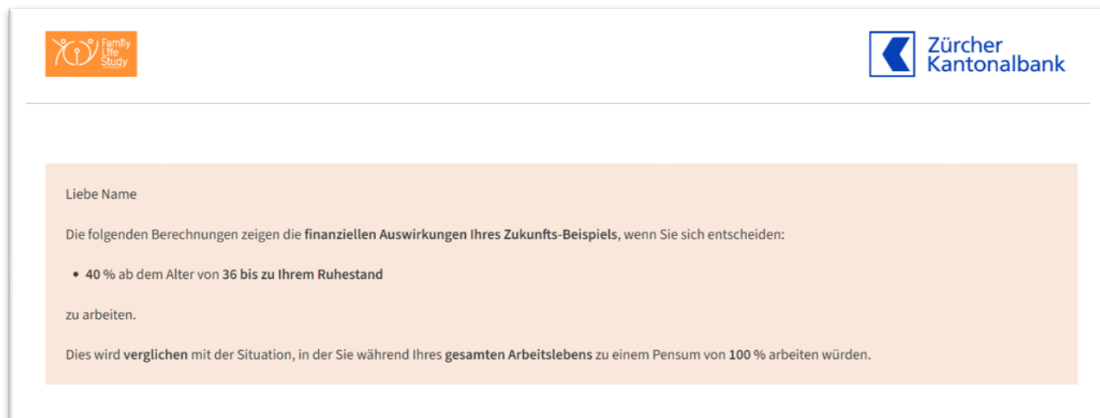 Family
Life
Study
Zürcher
Kantonalbank
Liebe Name
Die folgenden Berechnungen zeigen die finanziellen Auswirkungen Ihres Zukunfts-Beispiels, wenn Sie sich entscheiden:
• 40 % ab dem Alter von 36 bis zu Ihrem Ruhestand
zu arbeiten.
Dies wird verglichen mit der Situation, in der Sie während Ihres gesamten Arbeitslebens zu einem Pensum von 100 % arbeiten würden.